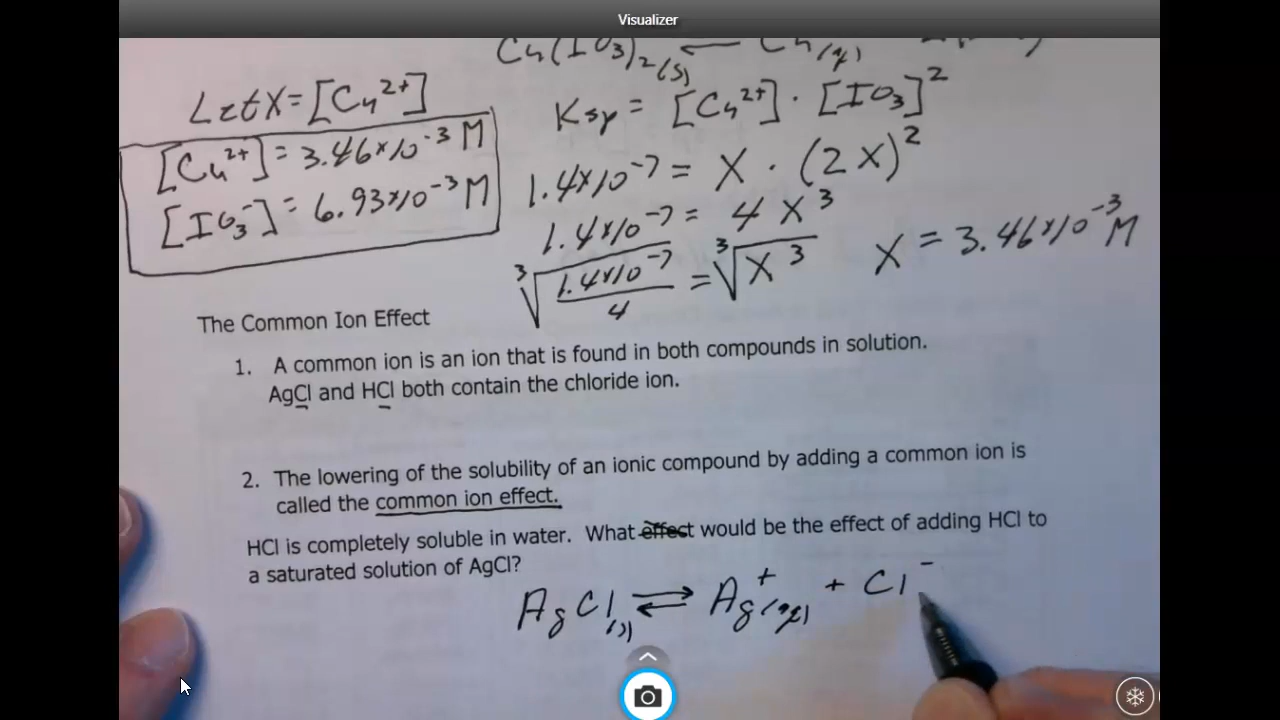 Visualizer
Cu(IO3)2(s) ⟵ Cu(aq)
Let X = [Cu²⁺]
Ksp = [Cu²⁺] · [IO₃]²
[Cu²⁺] = 3.46×10⁻³ M
1.4×10⁻⁷ = X · (2X)²
[IO₃⁻] = 6.93×10⁻³ M
1.4×10⁻⁷ = 4X³
³√(1.4×10⁻⁷/4) = ³√X³
X = 3.46×10⁻³ M
The Common Ion Effect
1. A common ion is an ion that is found in both compounds in solution.
AgCl and HCl both contain the chloride ion.
2. The lowering of the solubility of an ionic compound by adding a common ion is
called the common ion effect.
HCl is completely soluble in water. What effect would be the effect of adding HCl to
a saturated solution of AgCl?
AgCl(s) ⇌ Ag⁺(aq) + Cl⁻